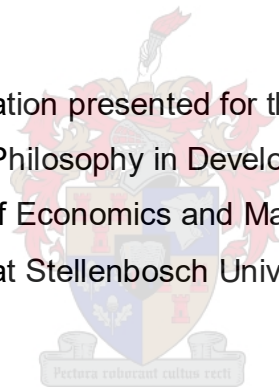 ation presented for th
Philosophy in Develo
f Economics and Ma
at Stellenbosch Univ
Pectora roborant cultus recti